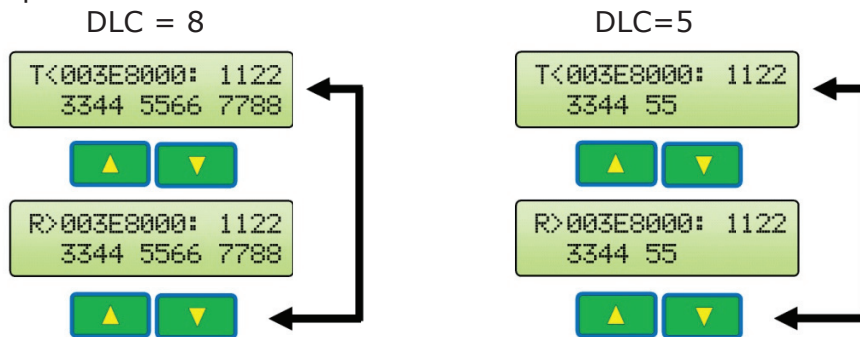 DLC = 8
T<003E8000: 1122
3344 5566 7788
R>003E8000: 1122
3344 5566 7788
DLC=5
T<003E8000: 1122
3344 55
R>003E8000: 1122
3344 55